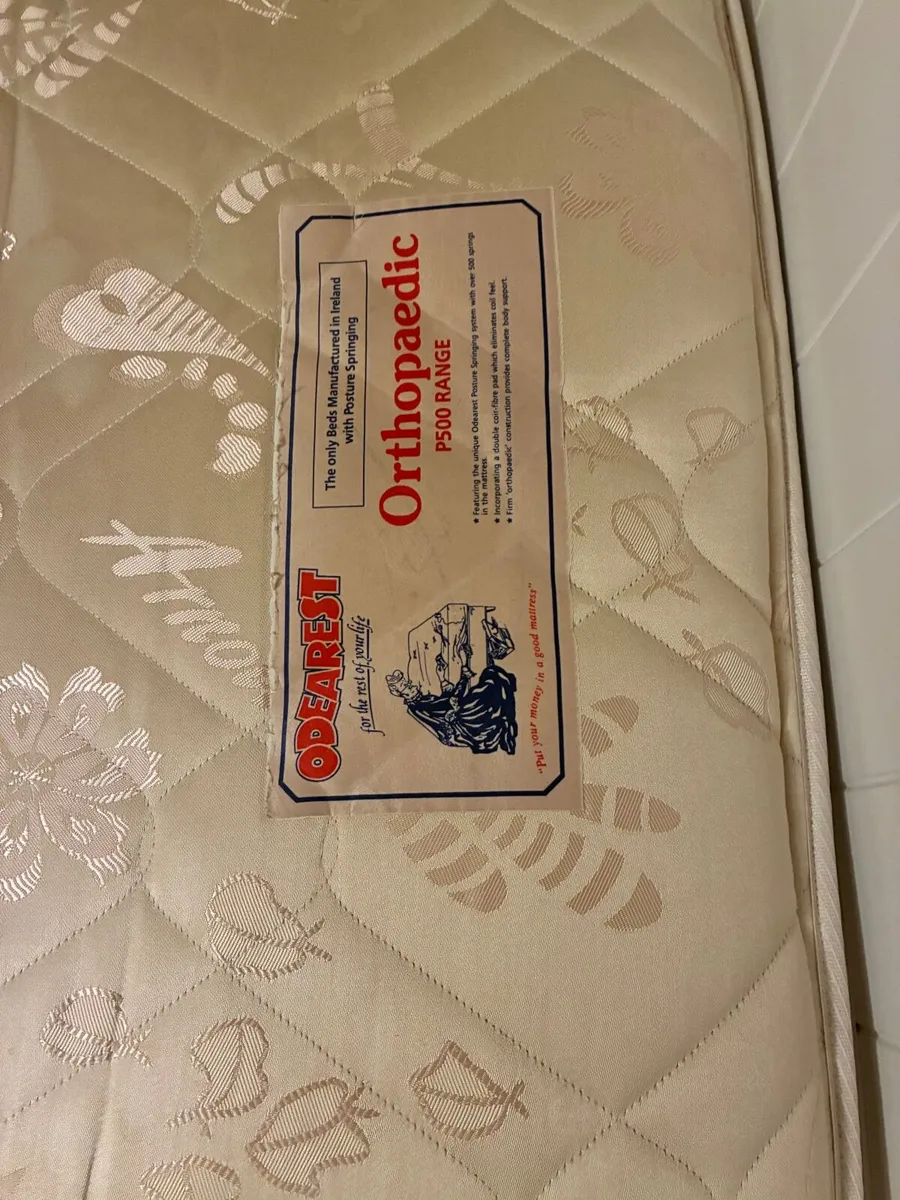 ODEAREST
for the rest of your life
"Put your money in a good mattress"
The only Beds Manufactured in Ireland
with Posture Springing
Orthopaedic
P500 RANGE
★ Featuring the unique Odearest Posture Springing system with over 500 springs
in the mattress.
★ Incorporating a double coir-fibre pad which eliminates coil feel.
★ Firm 'orthopaedic' construction provides complete body support.